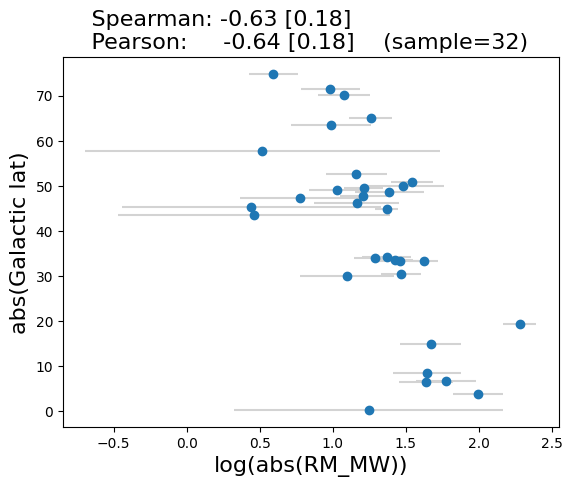 Spearman: -0.63 [0.18]
Pearson: -0.64 [0.18] (sample=32)
70
60
50
40
30
20
10
0
abs(Galactic lat)
−0.5 0.0 0.5 1.0 1.5 2.0 2.5
log(abs(RM_MW))